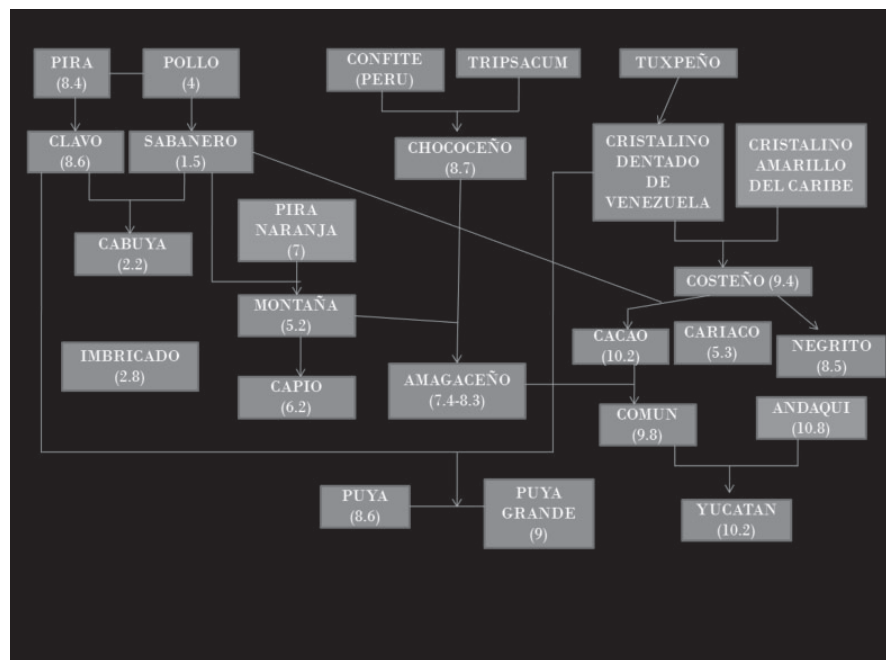 PIRA
(8.4)
POLLO
(4)
CONFITE
(PERU)
TRIPSACUM
TUXPEÑO
CLAVO
(8.6)
SABANERO
(1.5)
CHOCOCEÑO
(8.7)
CRISTALINO
DENTADO
DE
VENEZUELA
CRISTALINO
AMARILLO
DEL CARIBE
PIRA
NARANJA
(7)
CABUYA
(2.2)
COSTEÑO (9.4)
MONTAÑA
(5.2)
CACAO
(10.2)
CARIACO
(5.3)
NEGRITO
(8.5)
IMBRICADO
(2.8)
CAPIO
(6.2)
AMAGACEÑO
(7.4-8.3)
COMUN
(9.8)
ANDAQUI
(10.8)
PUYA
(8.6)
PUYA
GRANDE
(9)
YUCATAN
(10.2)